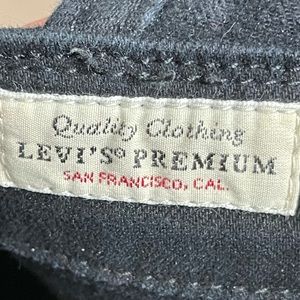 Quality Clothing
LEVI'S® PREMIUM
SAN FRANCISCO, CAL.